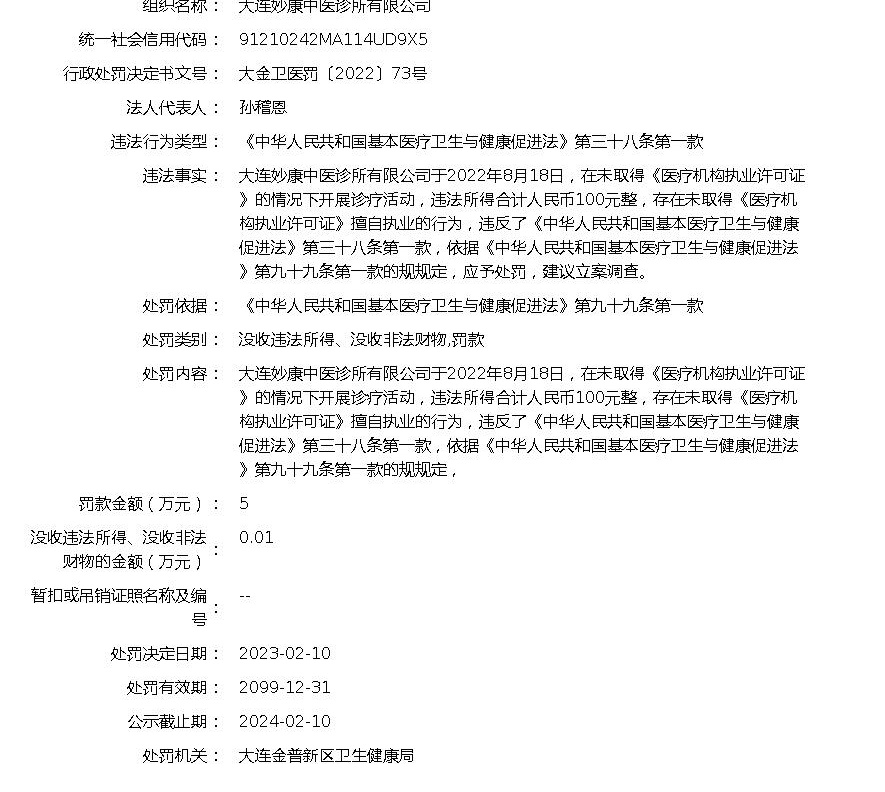 组织名称： 大连妙康中医诊所有限公司
统一社会信用代码： 91210242MA114UD9X5
行政处罚决定书文号： 大金卫医罚〔2022〕73号
法人代表人： 孙稽恩
违法行为类型： 《中华人民共和国基本医疗卫生与健康促进法》第三十八条第一款
违法事实： 大连妙康中医诊所有限公司于2022年8月18日，在未取得《医疗机构执业许可证
》的情况下开展诊疗活动，违法所得合计人民币100元整，存在未取得《医疗机
构执业许可证》擅自执业的行为，违反了《中华人民共和国基本医疗卫生与健康
促进法》第三十八条第一款，依据《中华人民共和国基本医疗卫生与健康促进法
》第九十九条第一款的规规定，应予处罚，建议立案调查。
处罚依据： 《中华人民共和国基本医疗卫生与健康促进法》第九十九条第一款
处罚类别： 没收违法所得、没收非法财物,罚款
处罚内容： 大连妙康中医诊所有限公司于2022年8月18日，在未取得《医疗机构执业许可证
》的情况下开展诊疗活动，违法所得合计人民币100元整，存在未取得《医疗机
构执业许可证》擅自执业的行为，违反了《中华人民共和国基本医疗卫生与健康
促进法》第三十八条第一款，依据《中华人民共和国基本医疗卫生与健康促进法
》第九十九条第一款的规规定，
罚款金额（万元）： 5
没收违法所得、没收非法
财物的金额（万元）： 0.01
暂扣或吊销证照名称及编
号： --
处罚决定日期： 2023-02-10
处罚有效期： 2099-12-31
公示截止期： 2024-02-10
处罚机关： 大连金普新区卫生健康局